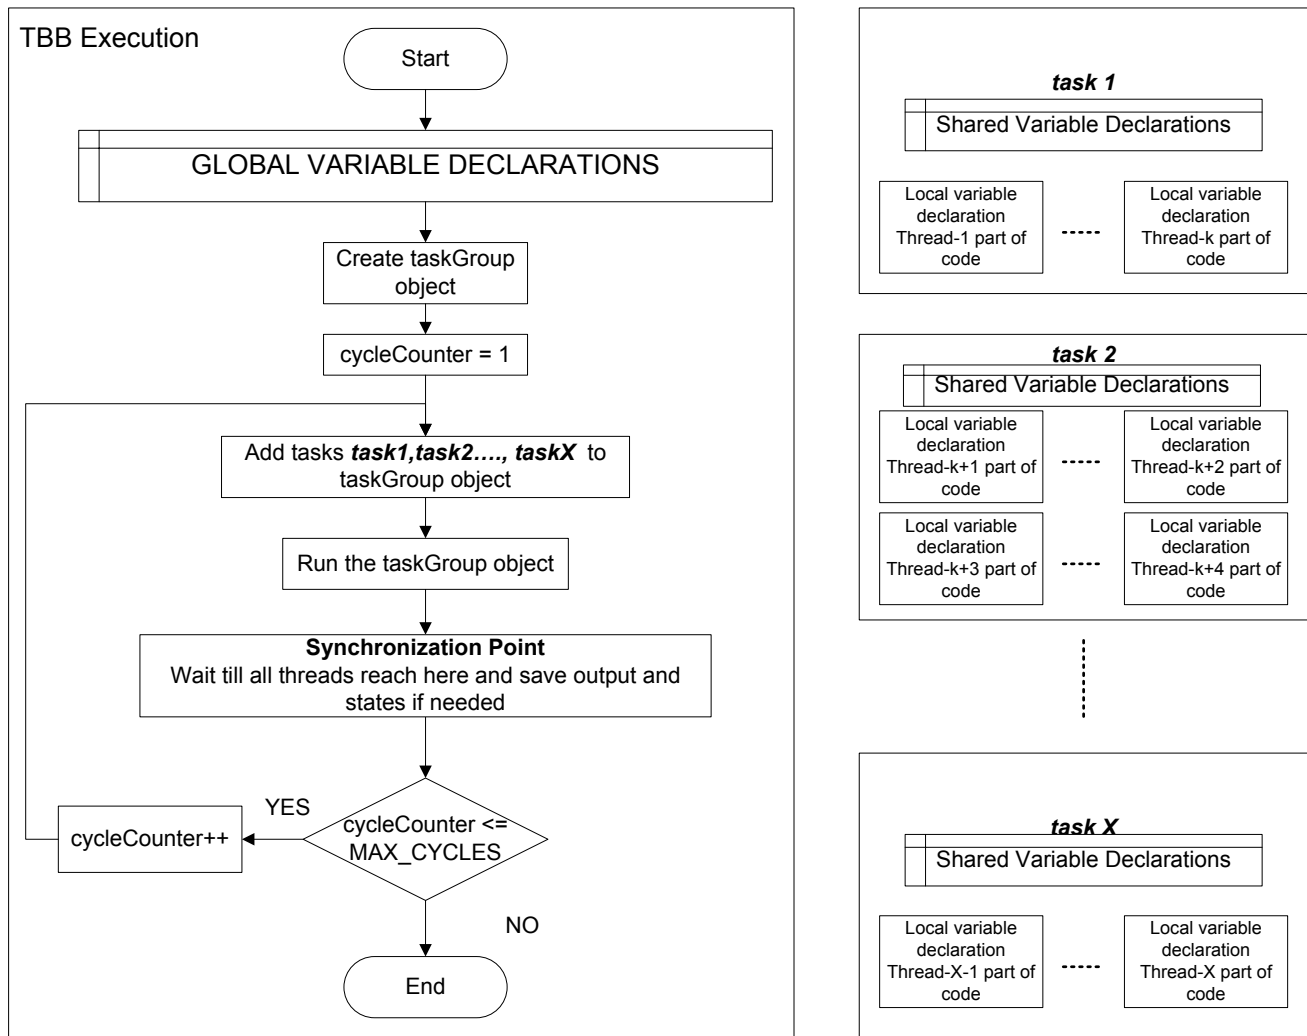 TBB Execution
Start
GLOBAL VARIABLE DECLARATIONS
Create taskGroup
object
cycleCounter = 1
Add tasks task1,task2...., taskX to
taskGroup object
Run the taskGroup object
Synchronization Point
Wait till all threads reach here and save output and
states if needed
YES
cycleCounter <=
MAX_CYCLES
cycleCounter++
NO
End
task 1
Shared Variable Declarations
Local variable
declaration
Thread-1 part of
code
.....
Local variable
declaration
Thread-k part of
code
task 2
Shared Variable Declarations
Local variable
declaration
Thread-k+1 part of
code
.....
Local variable
declaration
Thread-k+2 part of
code
Local variable
declaration
Thread-k+3 part of
code
.....
Local variable
declaration
Thread-k+4 part of
code
task X
Shared Variable Declarations
Local variable
declaration
Thread-X-1 part of
code
.....
Local variable
declaration
Thread-X part of
code